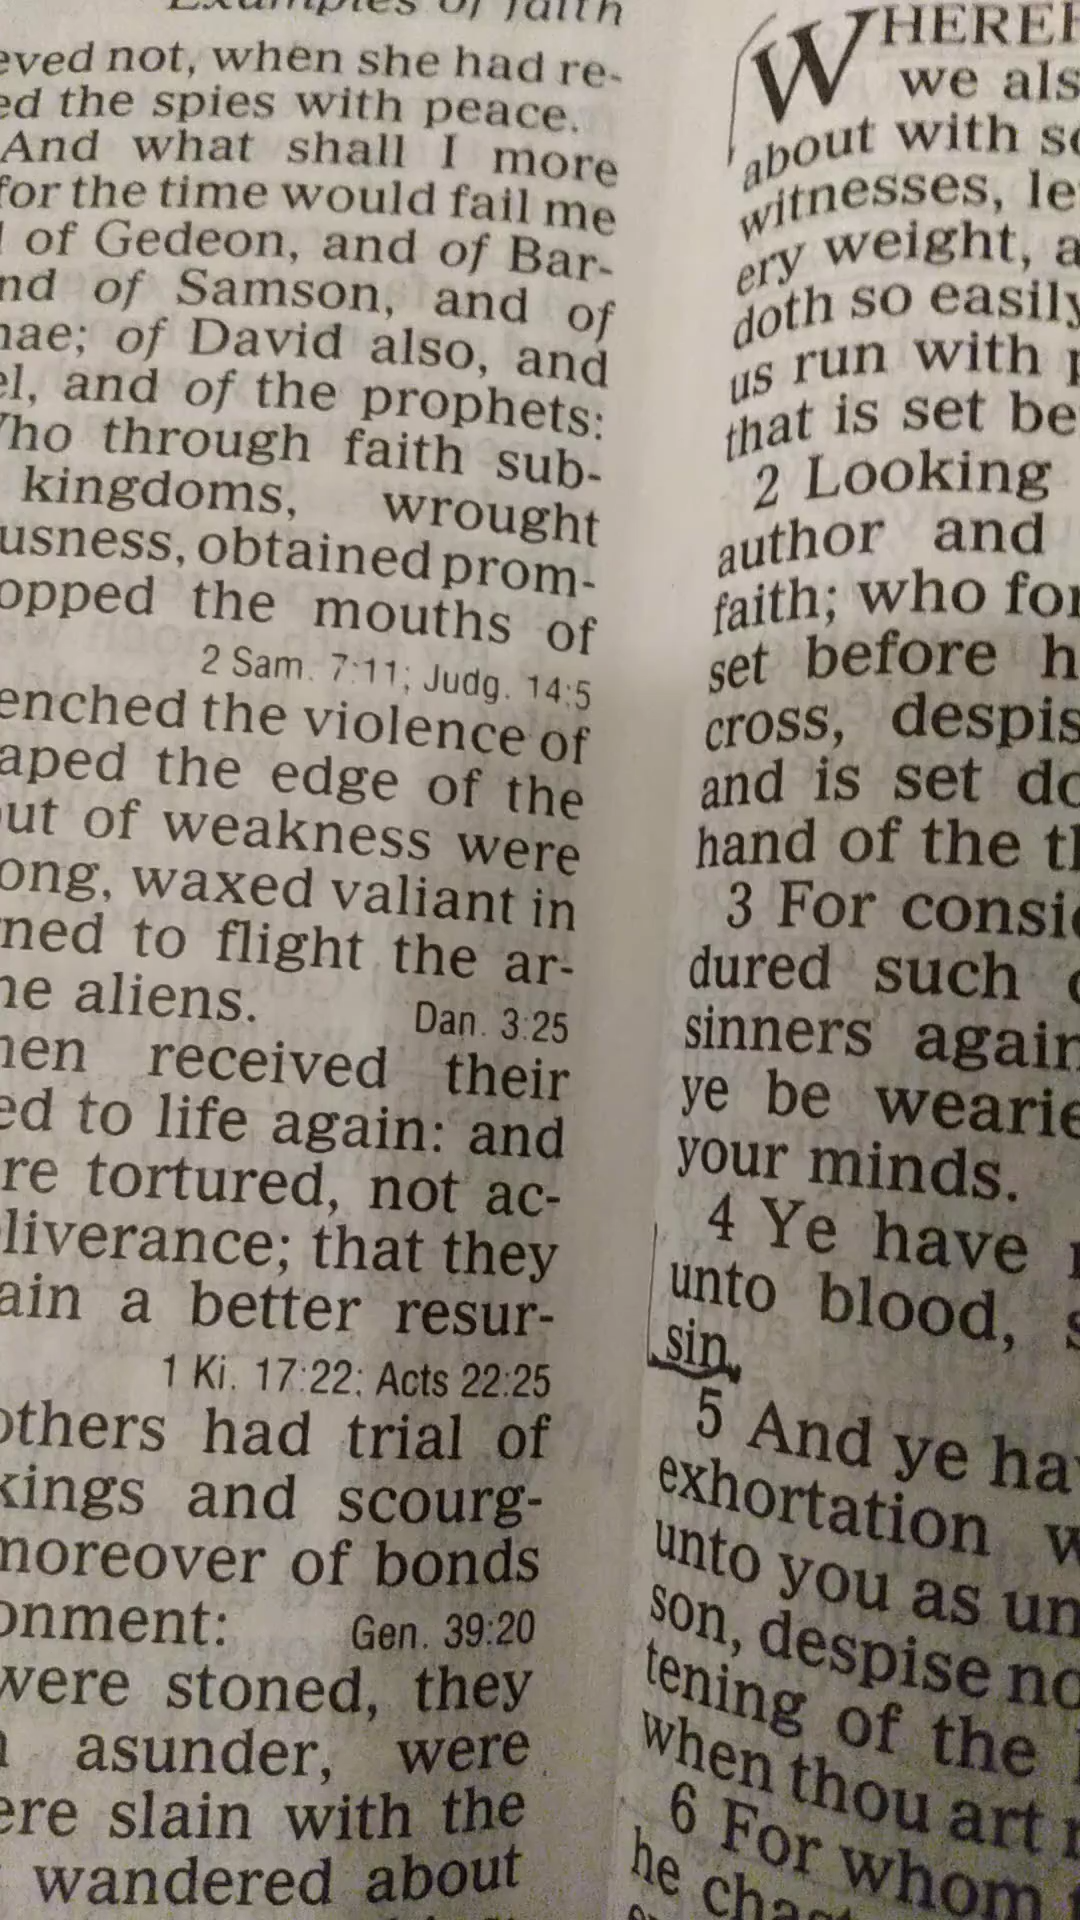 Examples of faith
eved not, when she had re-
ed the spies with peace.
And what shall I more
for the time would fail me
of Gedeon, and of Bar-
nd of Samson, and of
hae; of David also, and
el, and of the prophets:
Who through faith sub-
kingdoms, wrought
usness, obtained prom-
opped the mouths of
2 Sam. 7:11; Judg. 14:5
enched the violence of
aped the edge of the
out of weakness were
ong, waxed valiant in
ned to flight the ar-
he aliens. Dan. 3:25
men received their
ed to life again: and
re tortured, not ac-
liverance; that they
ain a better resur-
1 Ki. 17:22; Acts 22:25
others had trial of
kings and scourg-
moreover of bonds
onment: Gen. 39:20
were stoned, they
asunder, were
ere slain with the
wandered about
WHEREF
we als
about with so
witnesses, le
ery weight, a
doth so easily
us run with p
that is set be
2 Looking
author and
faith; who for
set before h
cross, despis
and is set do
hand of the th
3 For consid
dured such c
sinners again
ye be wearie
your minds.
4 Ye have n
unto blood, s
sin.
5 And ye hav
exhortation w
unto you as un
son, despise no
tening of the
when thou art r
6 For whom
he chast